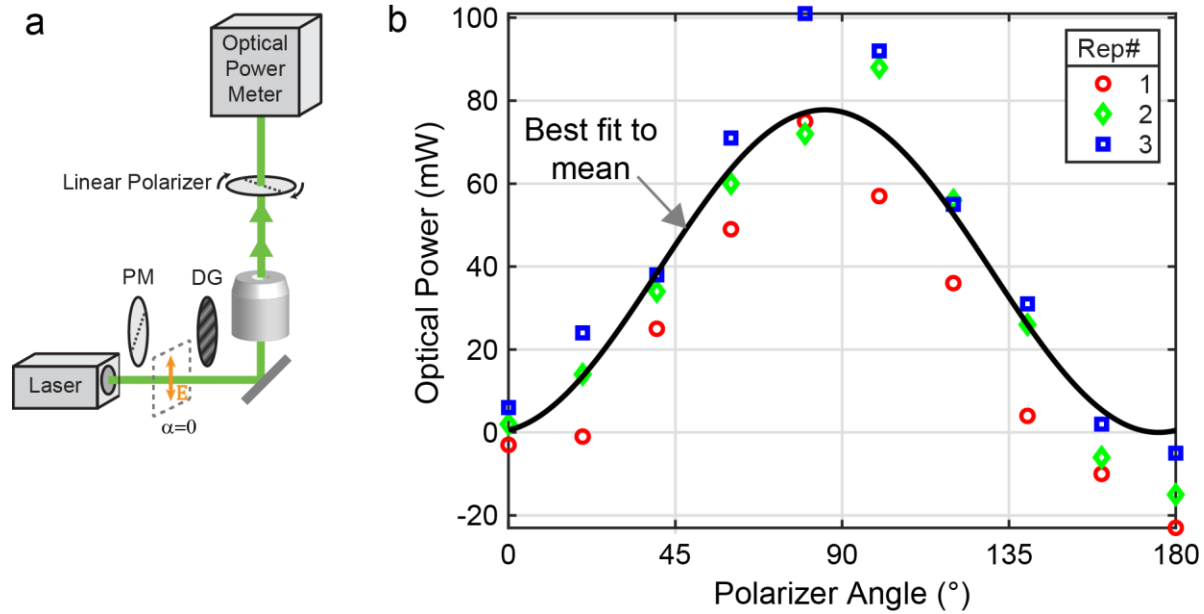 a
Optical
Power
Meter
Linear Polarizer
PM
DG
Laser
E
α=0
b
Optical Power (mW)
100
80
60
40
20
0
-20
Best fit to
mean
Rep#
1
2
3
0
45
90
135
180
Polarizer Angle (°)